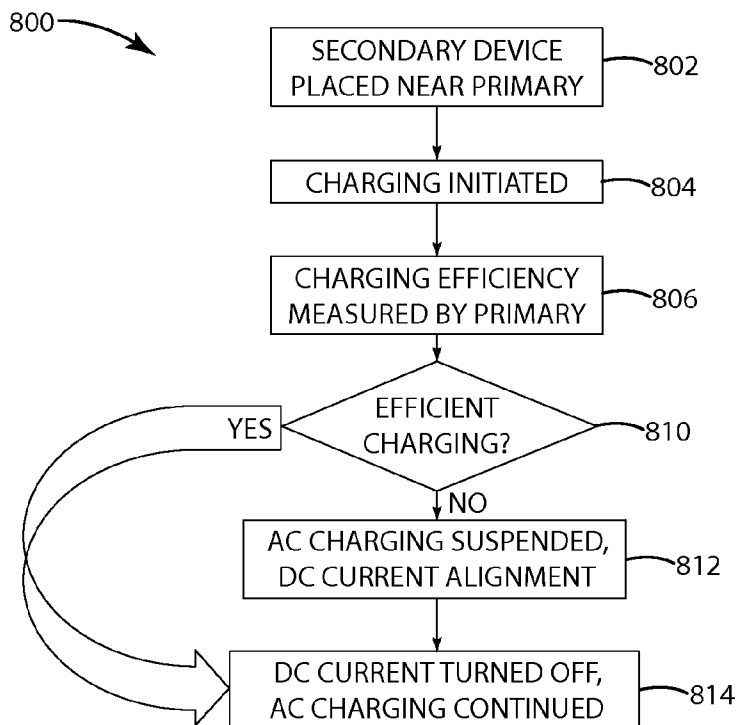 800
SECONDARY DEVICE
PLACED NEAR PRIMARY
802
CHARGING INITIATED
804
CHARGING EFFICIENCY
MEASURED BY PRIMARY
806
EFFICIENT
CHARGING?
810
YES
NO
AC CHARGING SUSPENDED,
DC CURRENT ALIGNMENT
812
DC CURRENT TURNED OFF,
AC CHARGING CONTINUED
814